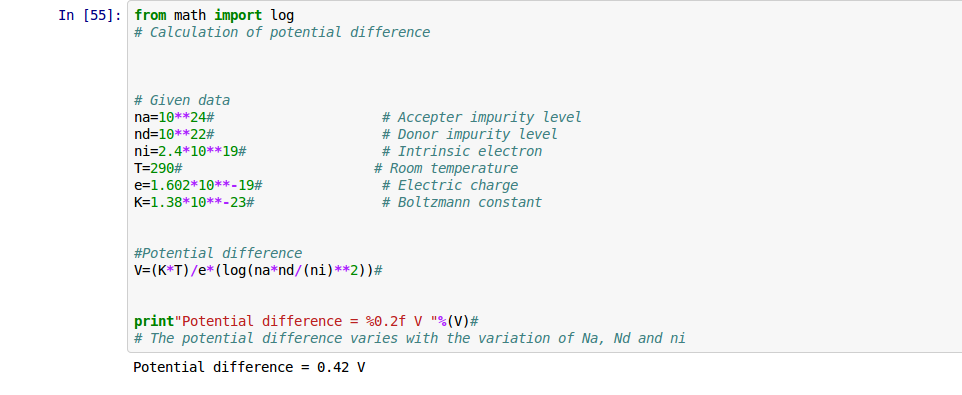 In [55]: from math import log
# Calculation of potential difference
# Given data
na=10**24# # Accepter impurity level
nd=10**22# # Donor impurity level
ni=2.4*10**19# # Intrinsic electron
T=290# # Room temperature
e=1.602*10**-19# # Electric charge
K=1.38*10**-23# # Boltzmann constant
#Potential difference
V=(K*T)/e*(log(na*nd/(ni)**2))#
print"Potential difference = %0.2f V "%(V)#
# The potential difference varies with the variation of Na, Nd and ni
Potential difference = 0.42 V